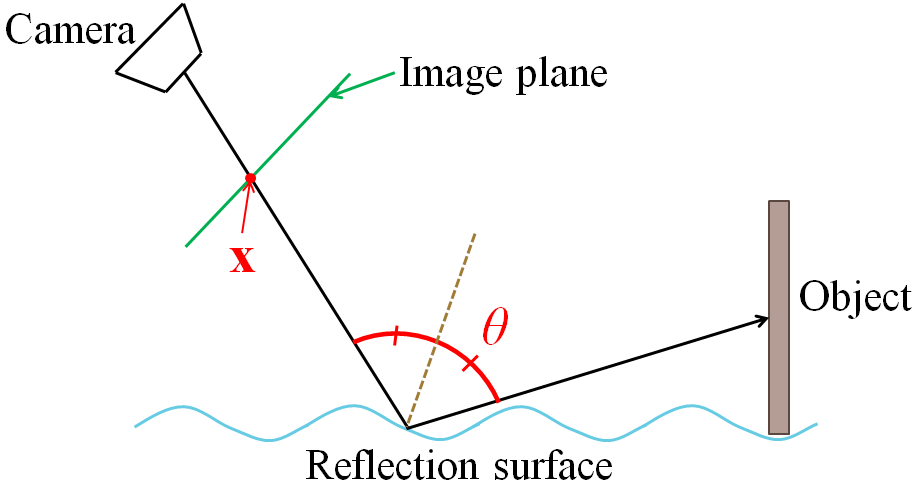 Camera
Image plane
x
θ
Object
Reflection surface